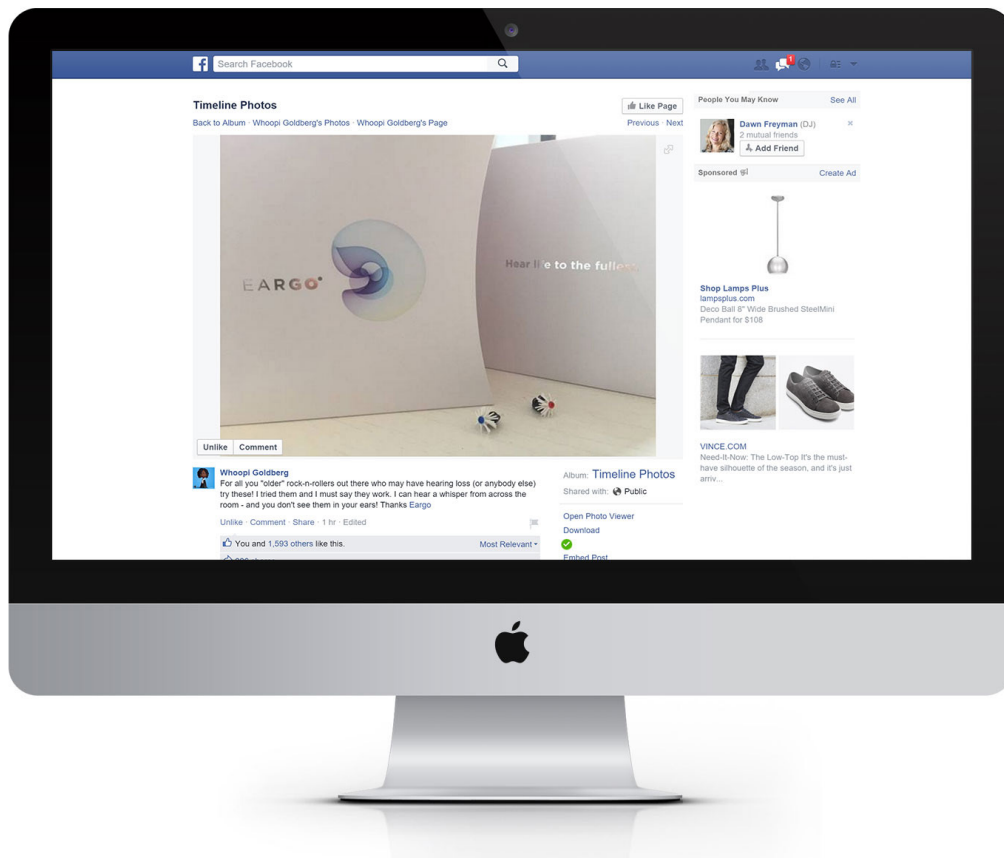 Search Facebook
1
Timeline Photos
Like Page
Back to Album · Whoopi Goldberg's Photos · Whoopi Goldberg's Page
Previous · Next
EARGO
Hear life to the fullest.
Unlike Comment
Whoopi Goldberg
For all you "older" rock-n-rollers out there who may have hearing loss (or anybody else)
try these! I tried them and I must say they work. I can hear a whisper from across the
room - and you don't see them in your ears! Thanks Eargo
Unlike · Comment · Share · 1 hr · Edited
You and 1,593 others like this.
Most Relevant
Album: Timeline Photos
Shared with: Public
Open Photo Viewer
Download
Embed Post
People You May Know
See All
Dawn Freyman (DJ)
2 mutual friends
Add Friend
Sponsored
Create Ad
Shop Lamps Plus
lampsplus.com
Deco Ball 8" Wide Brushed SteelMini
Pendant for $108
VINCE.COM
Need-It-Now: The Low-Top It's the must-
have silhouette of the season, and it's just
arriv...